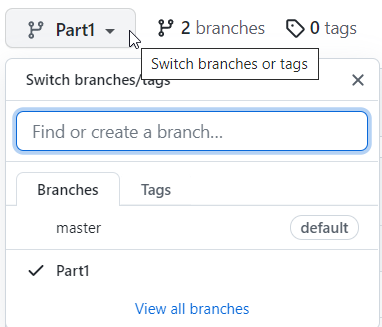 Part1 2 branches 0 tags
Switch branches or tags
Switch branches/tags
Find or create a branch...
Branches Tags
master default
Part1
View all branches